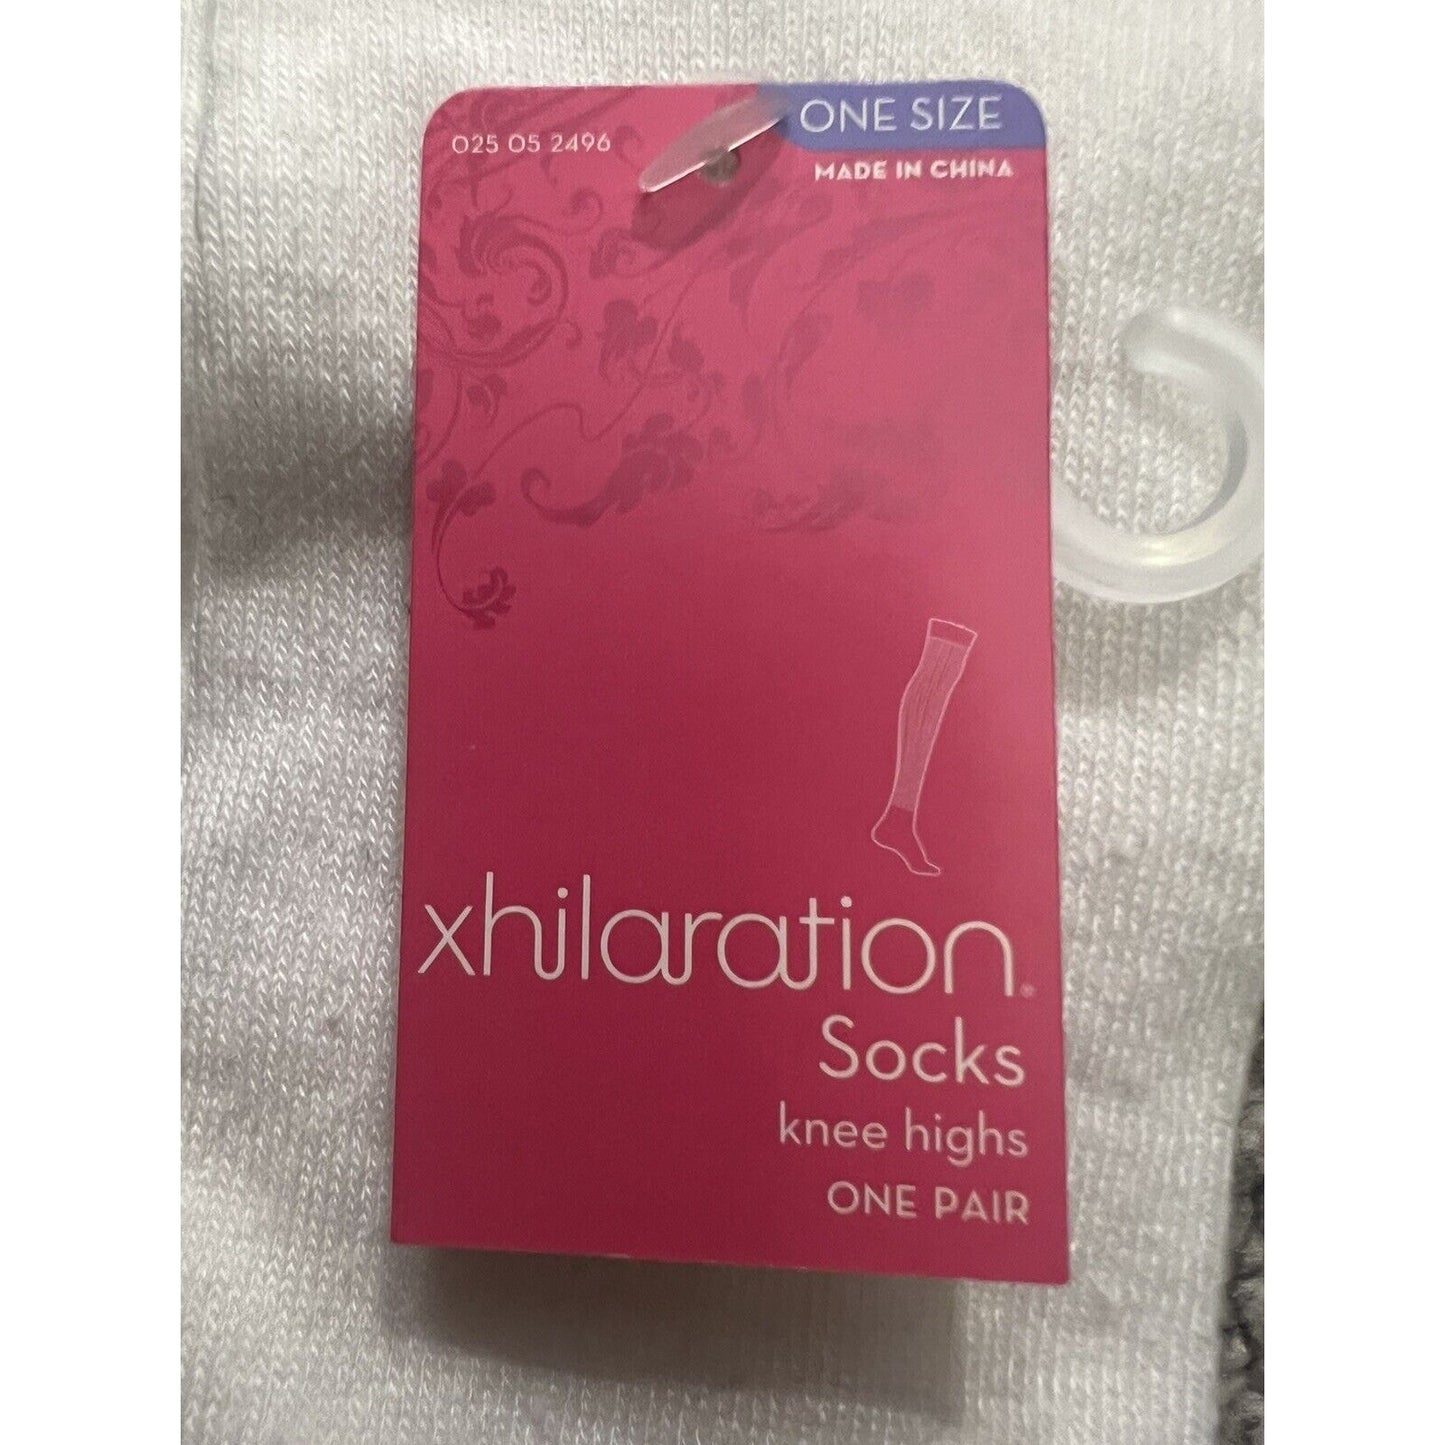 025 05 2496
ONE SIZE
MADE IN CHINA
xhilaration®
Socks
knee highs
ONE PAIR